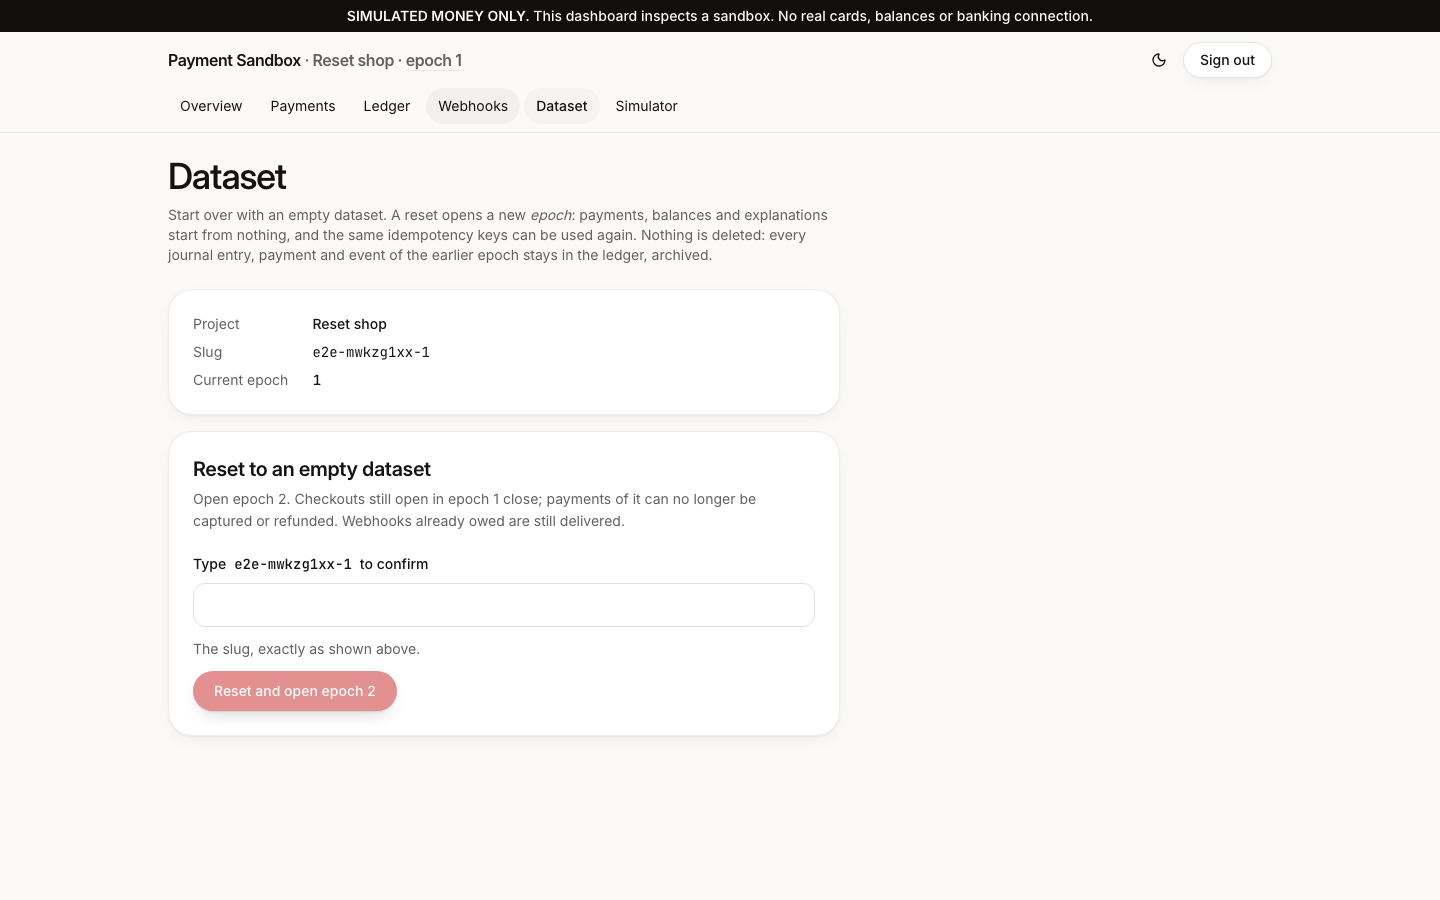 SIMULATED MONEY ONLY. This dashboard inspects a sandbox. No real cards, balances or banking connection.
Payment Sandbox · Reset shop · epoch 1
Sign out
Overview Payments Ledger Webhooks Dataset Simulator
Dataset
Start over with an empty dataset. A reset opens a new epoch: payments, balances and explanations
start from nothing, and the same idempotency keys can be used again. Nothing is deleted: every
journal entry, payment and event of the earlier epoch stays in the ledger, archived.
Project Reset shop
Slug e2e-mwkzg1xx-1
Current epoch 1
Reset to an empty dataset
Open epoch 2. Checkouts still open in epoch 1 close; payments of it can no longer be
captured or refunded. Webhooks already owed are still delivered.
Type e2e-mwkzg1xx-1 to confirm
The slug, exactly as shown above.
Reset and open epoch 2